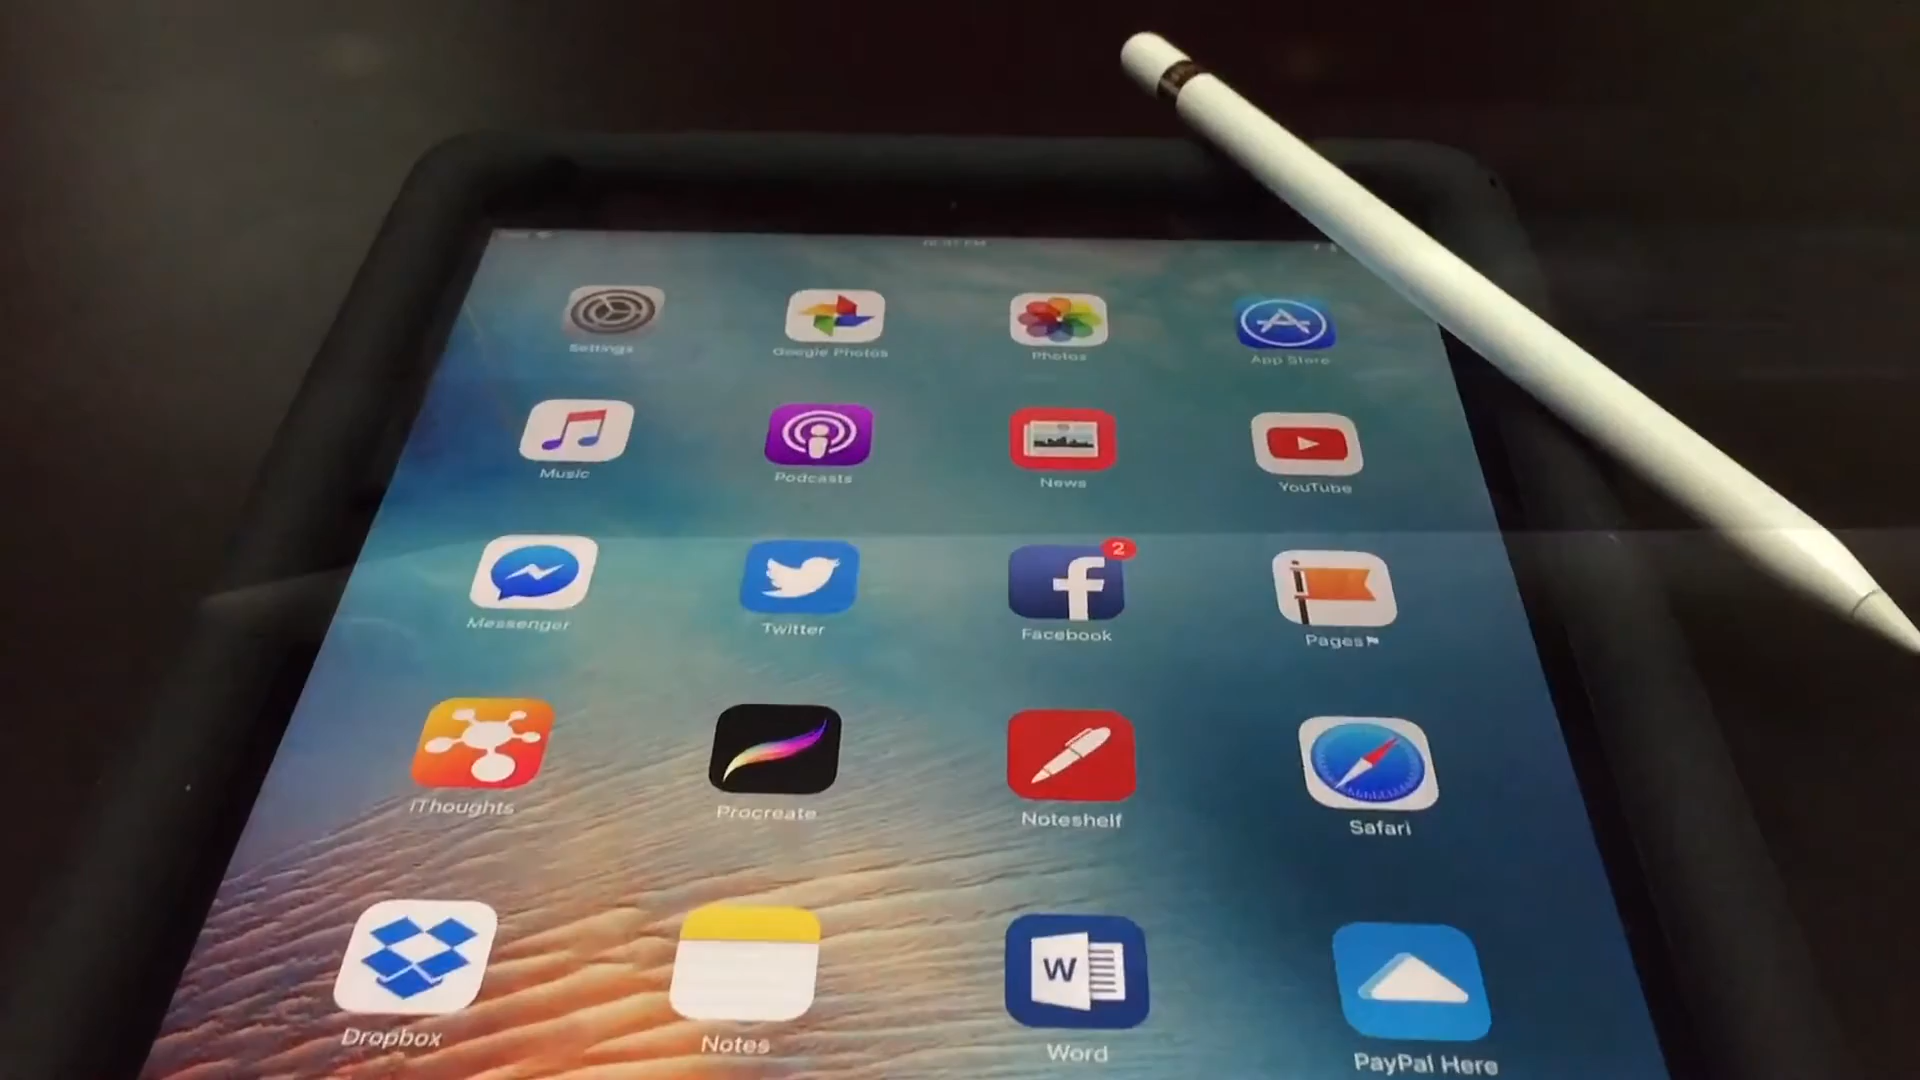 Settings
Google Photos
Photos
App Store
Music
Podcasts
News
YouTube
Messenger
Twitter
2
Facebook
Pages
iThoughts
Procreate
Noteshelf
Safari
Dropbox
Notes
W
Word
PayPal Here